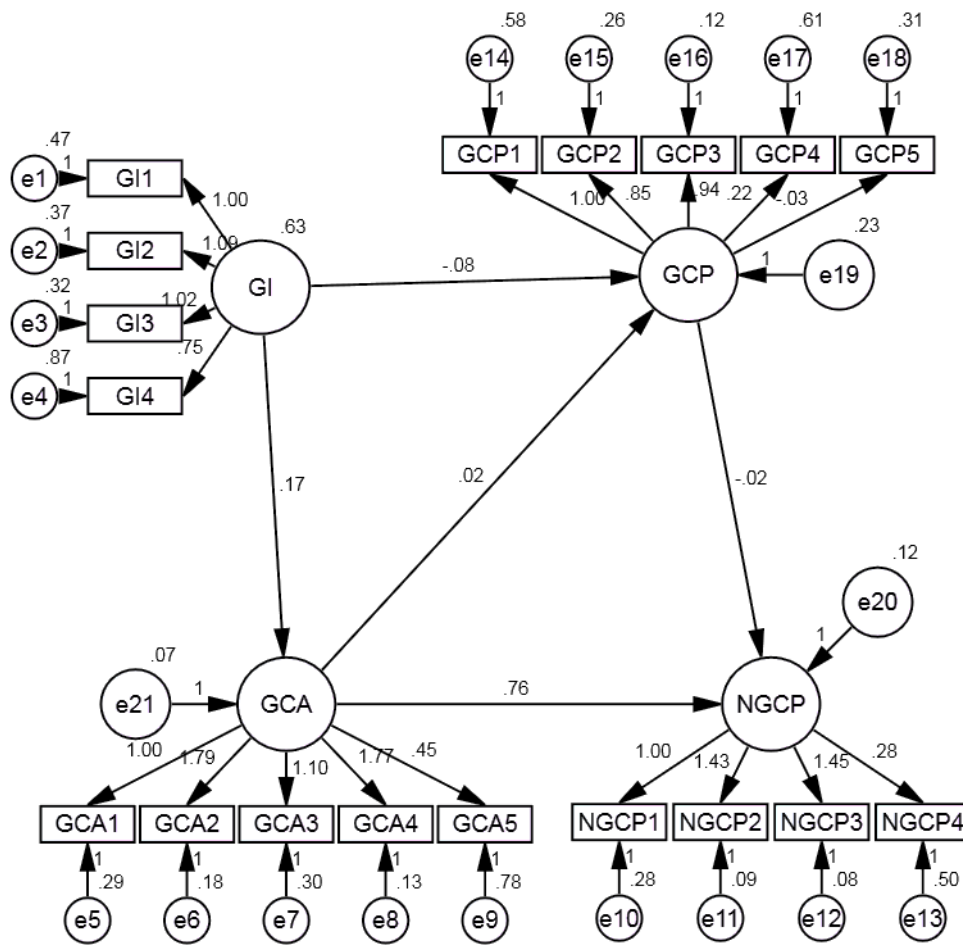 .58 .26 .12 .61 .31
e14 e15 e16 e17 e18
1 1 1 1 1
GCP1 GCP2 GCP3 GCP4 GCP5
1.00 .85 .94 .22 -.03
.47
e1 1 GI1
1.00
.37
e2 1 GI2
1.09
.32
e3 1 GI3
1.02
.87
e4 1 GI4
.75
.63
GI
-.08
GCP
1
.23
e19
.17
.02
-.02
.12
e20
1
.07
e21
1
GCA
.76
NGCP
1.00 1.79 1.10 1.77 .45
GCA1 GCA2 GCA3 GCA4 GCA5
1 1 1 1 1
.29 .18 .30 .13 .78
e5 e6 e7 e8 e9
1.00 1.43 1.45 .28
NGCP1 NGCP2 NGCP3 NGCP4
1 1 1 1
.28 .09 .08 .50
e10 e11 e12 e13